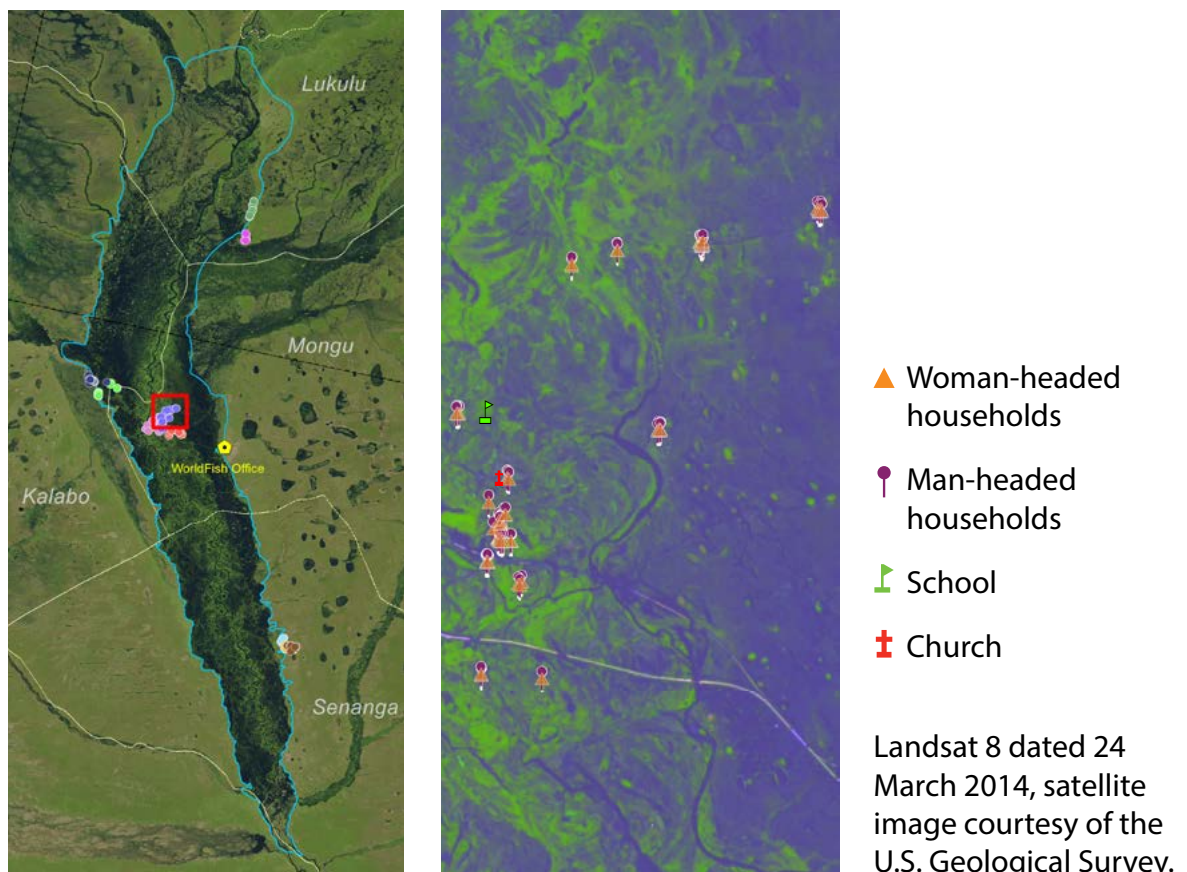 Lukulu
Mongu
WorldFish Office
Kalabo
Senanga
Woman-headed
households
Man-headed
households
School
Church
Landsat 8 dated 24
March 2014, satellite
image courtesy of the
U.S. Geological Survey.